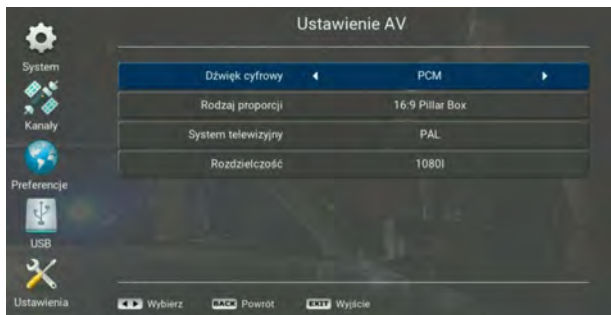 Ustawienie AV
System
Kanały
Preferencje
USB
Ustawienia
Dźwięk cyfrowy PCM
Rodzaj proporcji 16:9 Pillar Box
System telewizyjny PAL
Rozdzielczość 1080I
Wybierz BACK Powrót EXIT Wyjście